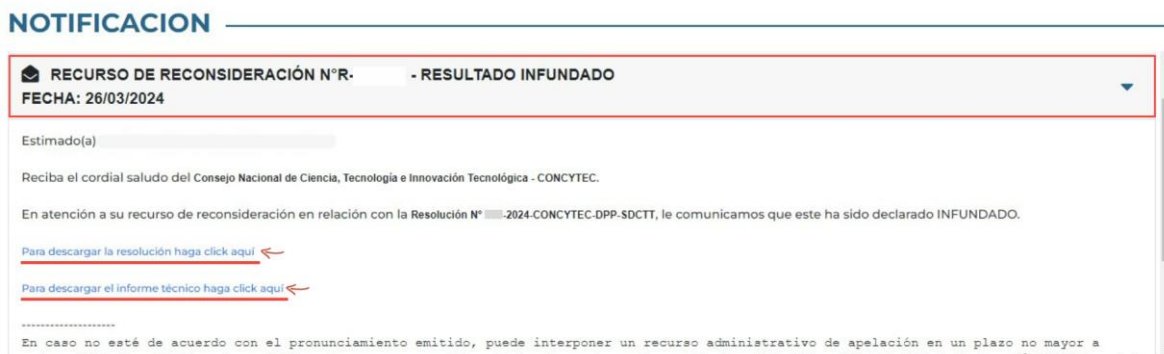 NOTIFICACION
RECURSO DE RECONSIDERACIÓN N°R- - RESULTADO INFUNDADO
FECHA: 26/03/2024
Estimado(a)
Reciba el cordial saludo del Consejo Nacional de Ciencia, Tecnología e Innovación Tecnológica - CONCYTEC.
En atención a su recurso de reconsideración en relación con la Resolución N° -2024-CONCYTEC-DPP-SDCTT, le comunicamos que este ha sido declarado INFUNDADO.
Para descargar la resolución haga click aquí
Para descargar el informe técnico haga click aquí
-------------------
En caso no esté de acuerdo con el pronunciamiento emitido, puede interponer un recurso administrativo de apelación en un plazo no mayor a